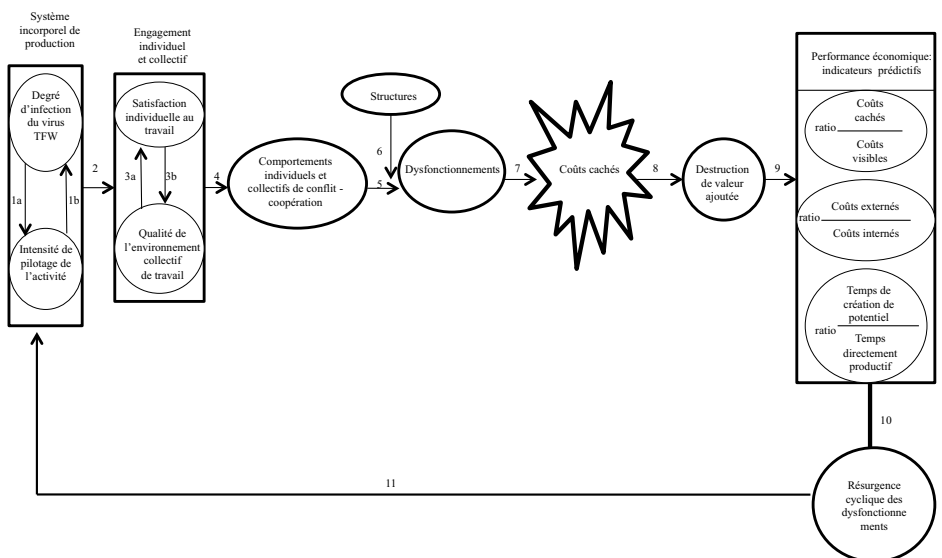 Système
incorporel de
production
Degré
d'infection
du virus
TFW
1a
1b
Intensité de
pilotage de
l'activité
2
Engagement
individuel
et collectif
Satisfaction
individuelle au
travail
3a
3b
Qualité de
l'environnement
collectif
de travail
4
Comportements
individuels et
collectifs de conflit -
coopération
Structures
6
5
Dysfonctionnements
7
Coûts cachés
8
Destruction
de valeur
ajoutée
9
Performance économique:
indicateurs prédictifs
Coûts
cachés
ratio
Coûts
visibles
Coûts externés
ratio
Coûts internés
Temps de
création de
potentiel
ratio
Temps
directement
productif
10
Résurgence
cyclique des
dysfonctionne
ments
11